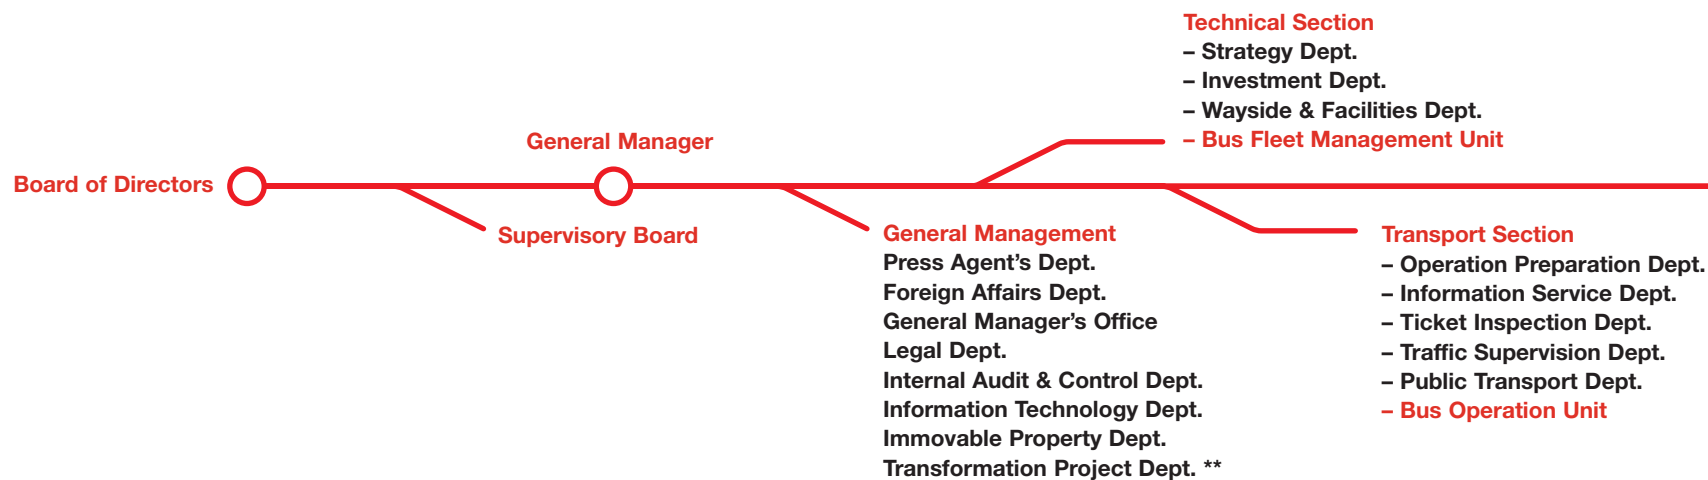 Technical Section
– Strategy Dept.
– Investment Dept.
– Wayside & Facilities Dept.
– Bus Fleet Management Unit
General Manager
Board of Directors
Supervisory Board
General Management
Press Agent’s Dept.
Foreign Affairs Dept.
General Manager’s Office
Legal Dept.
Internal Audit & Control Dept.
Information Technology Dept.
Immovable Property Dept.
Transformation Project Dept. **
Transport Section
– Operation Preparation Dept.
– Information Service Dept.
– Ticket Inspection Dept.
– Traffic Supervision Dept.
– Public Transport Dept.
– Bus Operation Unit